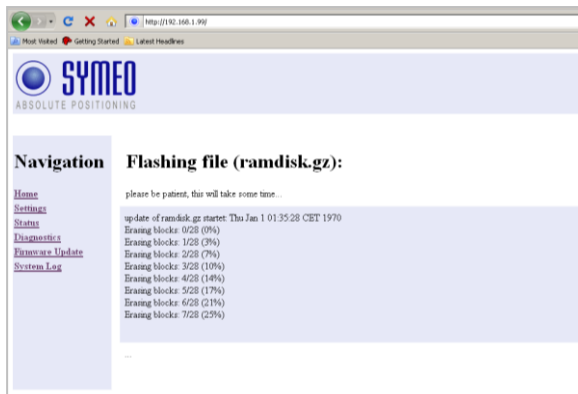 http://192.168.1.99/
Most Visited Getting Started Latest Headlines
SYMEO
ABSOLUTE POSITIONING
Navigation
Home
Settings
Status
Diagnostics
Firmware Update
System Log
Flashing file (ramdisk.gz):
please be patient, this will take some time...
update of ramdisk.gz startet: Thu Jan 1 01:35:28 CET 1970
Erasing blocks: 0/28 (0%)
Erasing blocks: 1/28 (3%)
Erasing blocks: 2/28 (7%)
Erasing blocks: 3/28 (10%)
Erasing blocks: 4/28 (14%)
Erasing blocks: 5/28 (17%)
Erasing blocks: 6/28 (21%)
Erasing blocks: 7/28 (25%)
...